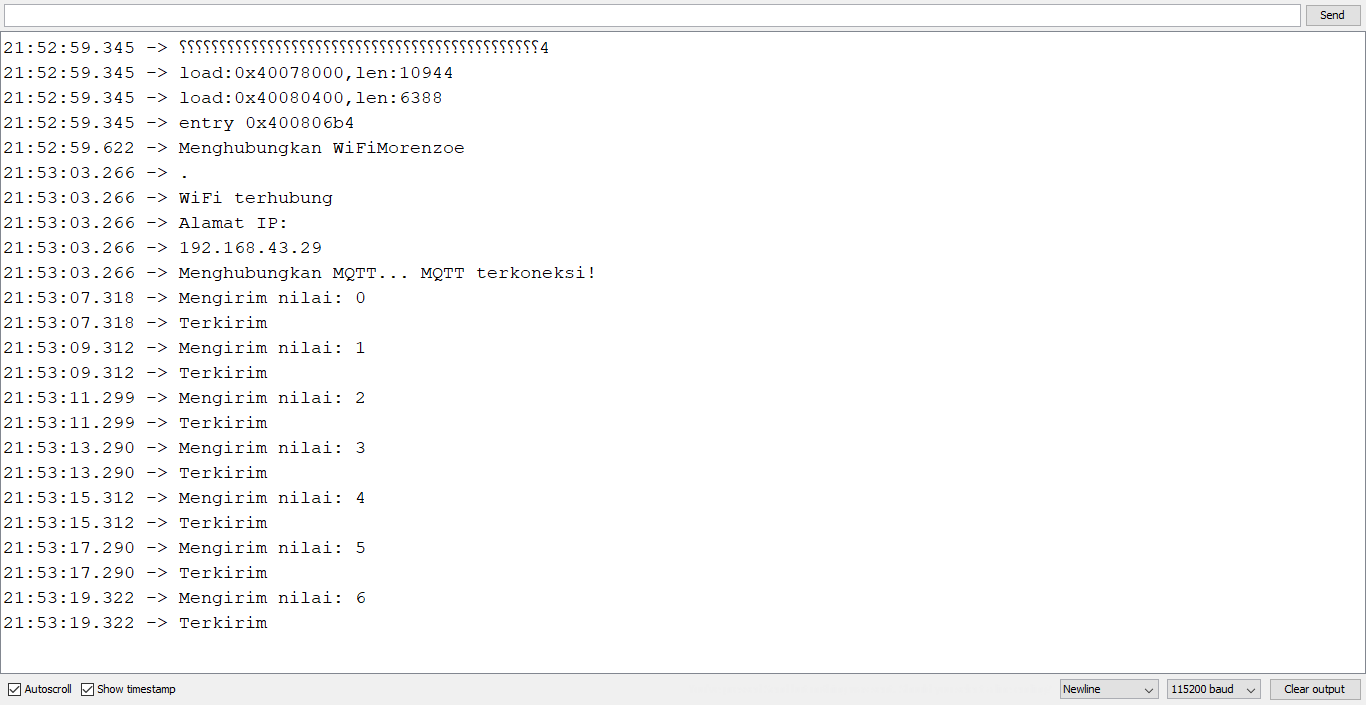 Send
21:52:59.345 -> ⸮⸮⸮⸮⸮⸮⸮⸮⸮⸮⸮⸮⸮⸮⸮⸮⸮⸮⸮⸮⸮⸮⸮⸮⸮⸮⸮⸮⸮⸮⸮⸮⸮⸮⸮⸮⸮⸮⸮⸮⸮⸮⸮⸮⸮4
21:52:59.345 -> load:0x40078000,len:10944
21:52:59.345 -> load:0x40080400,len:6388
21:52:59.345 -> entry 0x400806b4
21:52:59.622 -> Menghubungkan WiFiMorenzoe
21:53:03.266 -> .
21:53:03.266 -> WiFi terhubung
21:53:03.266 -> Alamat IP:
21:53:03.266 -> 192.168.43.29
21:53:03.266 -> Menghubungkan MQTT... MQTT terkoneksi!
21:53:07.318 -> Mengirim nilai: 0
21:53:07.318 -> Terkirim
21:53:09.312 -> Mengirim nilai: 1
21:53:09.312 -> Terkirim
21:53:11.299 -> Mengirim nilai: 2
21:53:11.299 -> Terkirim
21:53:13.290 -> Mengirim nilai: 3
21:53:13.290 -> Terkirim
21:53:15.312 -> Mengirim nilai: 4
21:53:15.312 -> Terkirim
21:53:17.290 -> Mengirim nilai: 5
21:53:17.290 -> Terkirim
21:53:19.322 -> Mengirim nilai: 6
21:53:19.322 -> Terkirim
Autoscroll Show timestamp Newline 115200 baud Clear output